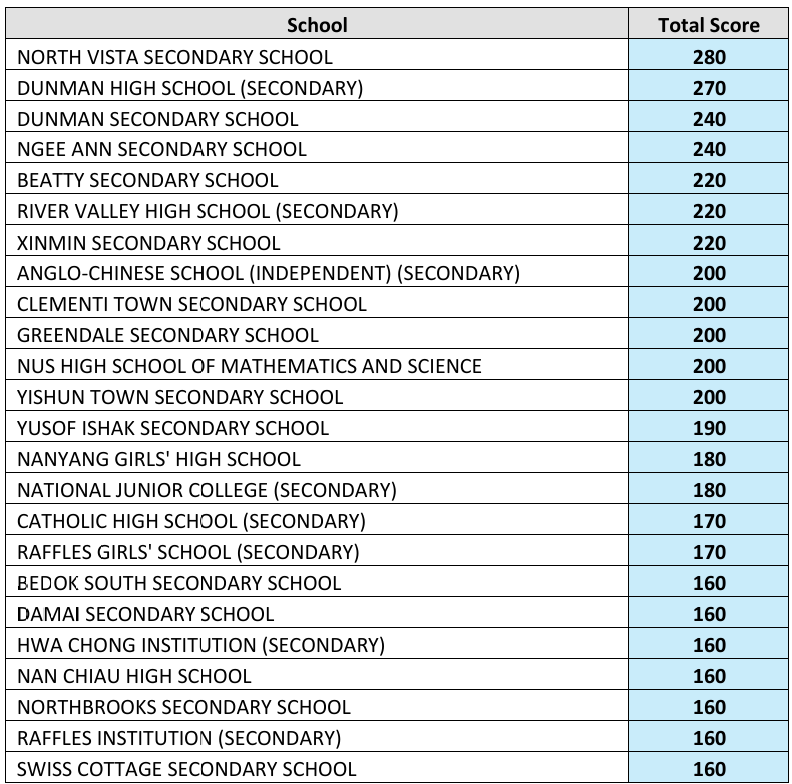 School Total Score
NORTH VISTA SECONDARY SCHOOL 280
DUNMAN HIGH SCHOOL (SECONDARY) 270
DUNMAN SECONDARY SCHOOL 240
NGEE ANN SECONDARY SCHOOL 240
BEATTY SECONDARY SCHOOL 220
RIVER VALLEY HIGH SCHOOL (SECONDARY) 220
XINMIN SECONDARY SCHOOL 220
ANGLO-CHINESE SCHOOL (INDEPENDENT) (SECONDARY) 200
CLEMENTI TOWN SECONDARY SCHOOL 200
GREENDALE SECONDARY SCHOOL 200
NUS HIGH SCHOOL OF MATHEMATICS AND SCIENCE 200
YISHUN TOWN SECONDARY SCHOOL 200
YUSOF ISHAK SECONDARY SCHOOL 190
NANYANG GIRLS' HIGH SCHOOL 180
NATIONAL JUNIOR COLLEGE (SECONDARY) 180
CATHOLIC HIGH SCHOOL (SECONDARY) 170
RAFFLES GIRLS' SCHOOL (SECONDARY) 170
BEDOK SOUTH SECONDARY SCHOOL 160
DAMAI SECONDARY SCHOOL 160
HWA CHONG INSTITUTION (SECONDARY) 160
NAN CHIAU HIGH SCHOOL 160
NORTHBROOKS SECONDARY SCHOOL 160
RAFFLES INSTITUTION (SECONDARY) 160
SWISS COTTAGE SECONDARY SCHOOL 160